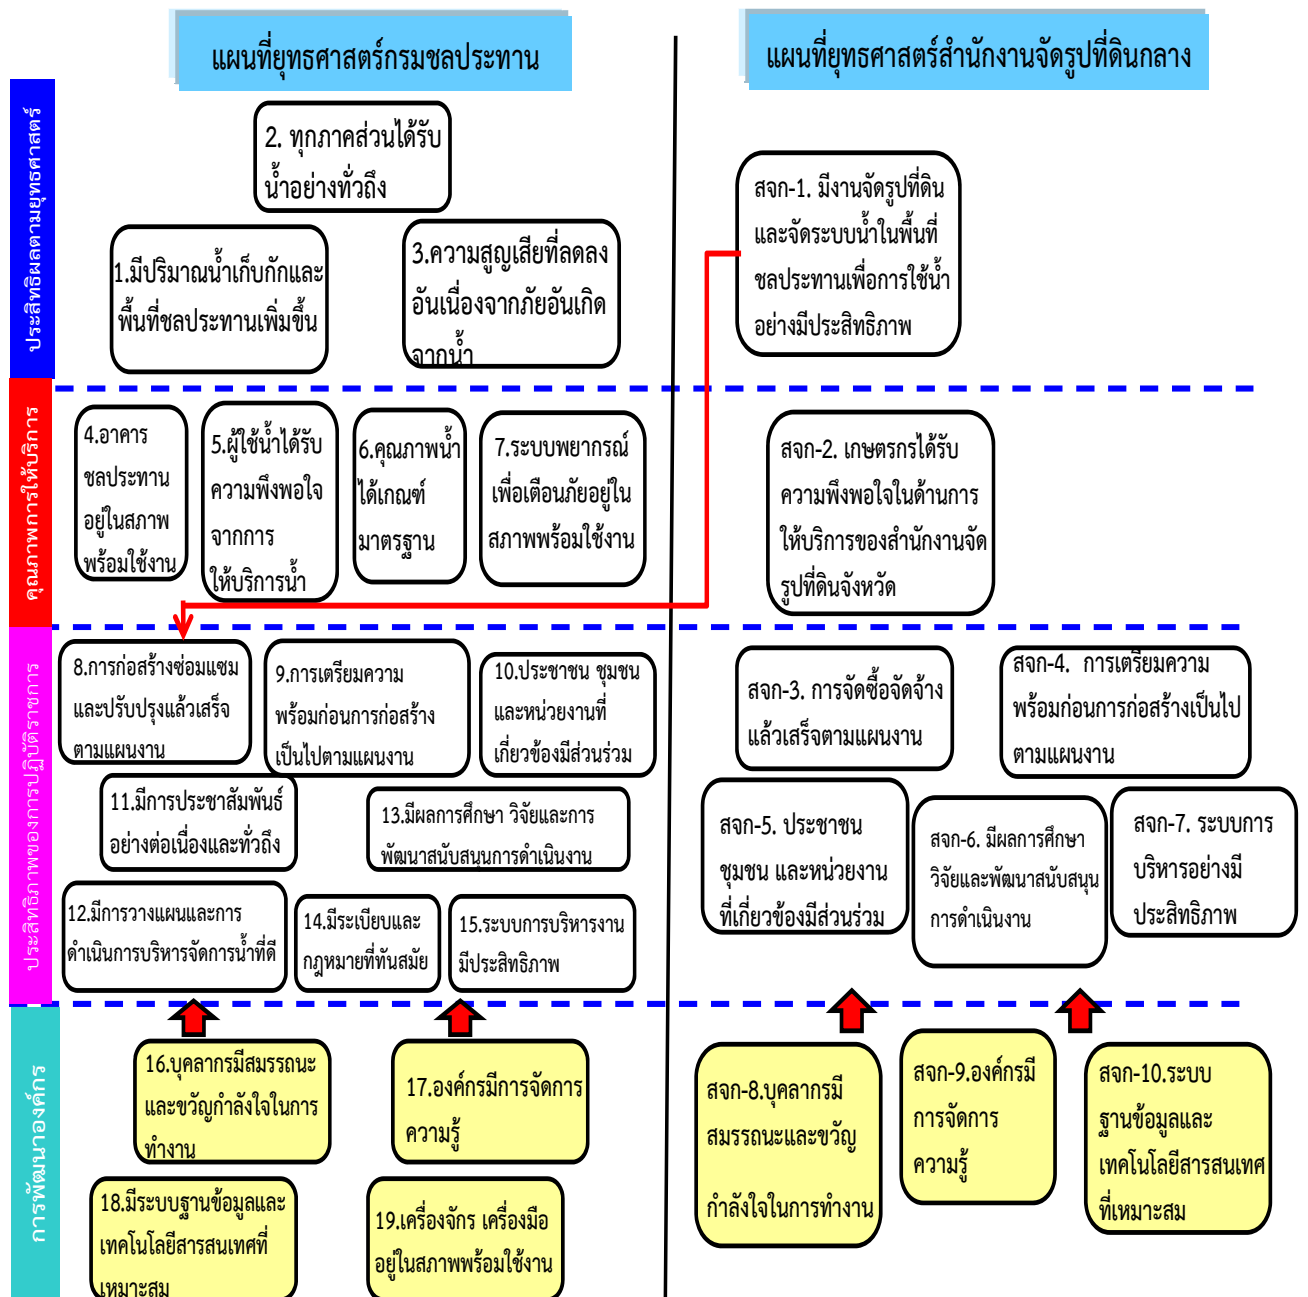 แผนที่ยุทธศาสตร์กรมชลประทาน
แผนที่ยุทธศาสตร์สำนักงานจัดรูปที่ดินกลาง
ประสิทธิผลตามยุทธศาสตร์
2. ทุกภาคส่วนได้รับ
น้ำอย่างทั่วถึง
1.มีปริมาณน้ำเก็บกักและ
พื้นที่ชลประทานเพิ่มขึ้น
3.ความสูญเสียที่ลดลง
อันเนื่องจากภัยอันเกิด
จากน้ำ
สจก-1. มีงานจัดรูปที่ดิน
และจัดระบบน้ำในพื้นที่
ชลประทานเพื่อการใช้น้ำ
อย่างมีประสิทธิภาพ
คุณภาพการให้บริการ
4.อาคาร
ชลประทาน
อยู่ในสภาพ
พร้อมใช้งาน
5.ผู้ใช้น้ำได้รับ
ความพึงพอใจ
จากการ
ให้บริการน้ำ
6.คุณภาพน้ำ
ได้เกณฑ์
มาตรฐาน
7.ระบบพยากรณ์
เพื่อเตือนภัยอยู่ใน
สภาพพร้อมใช้งาน
สจก-2. เกษตรกรได้รับ
ความพึงพอใจในด้านการ
ให้บริการของสำนักงานจัด
รูปที่ดินจังหวัด
ประสิทธิภาพของการปฏิบัติราชการ
8.การก่อสร้างซ่อมแซม
และปรับปรุงแล้วเสร็จ
ตามแผนงาน
9.การเตรียมความ
พร้อมก่อนการก่อสร้าง
เป็นไปตามแผนงาน
10.ประชาชน ชุมชน
และหน่วยงานที่
เกี่ยวข้องมีส่วนร่วม
สจก-3. การจัดซื้อจัดจ้าง
แล้วเสร็จตามแผนงาน
สจก-4. การเตรียมความ
พร้อมก่อนการก่อสร้างเป็นไป
ตามแผนงาน
11.มีการประชาสัมพันธ์
อย่างต่อเนื่องและทั่วถึง
13.มีผลการศึกษา วิจัยและการ
พัฒนาสนับสนุนการดำเนินงาน
สจก-5. ประชาชน
ชุมชน และหน่วยงาน
ที่เกี่ยวข้องมีส่วนร่วม
สจก-6. มีผลการศึกษา
วิจัยและพัฒนาสนับสนุน
การดำเนินงาน
สจก-7. ระบบการ
บริหารอย่างมี
ประสิทธิภาพ
12.มีการวางแผนและการ
ดำเนินการบริหารจัดการน้ำที่ดี
14.มีระเบียบและ
กฎหมายที่ทันสมัย
15.ระบบการบริหารงาน
มีประสิทธิภาพ
การพัฒนาองค์กร
16.บุคลากรมีสมรรถนะ
และขวัญกำลังใจในการ
ทำงาน
17.องค์กรมีการจัดการ
ความรู้
สจก-8.บุคลากรมี
สมรรถนะและขวัญ
กำลังใจในการทำงาน
สจก-9.องค์กรมี
การจัดการ
ความรู้
สจก-10.ระบบ
ฐานข้อมูลและ
เทคโนโลยีสารสนเทศ
ที่เหมาะสม
18.มีระบบฐานข้อมูลและ
เทคโนโลยีสารสนเทศที่
เหมาะสม
19.เครื่องจักร เครื่องมือ
อยู่ในสภาพพร้อมใช้งาน